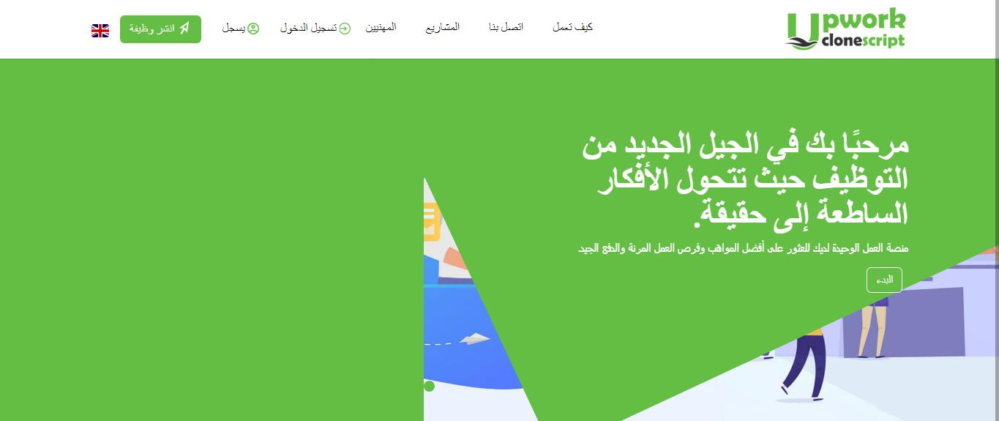 Upwork
clonescript
كيف تعمل
اتصل بنا
المشاريع
المهنيين
تسجيل الدخول
يسجل
انشر وظيفة
مرحبًا بك في الجيل الجديد من
التوظيف حيث تتحول الأفكار
الساطعة إلى حقيقة.
منصة العمل الوحيدة لديك للعثور على أفضل المواهب وفرص العمل المرنة والدفع الجيد.
البدء